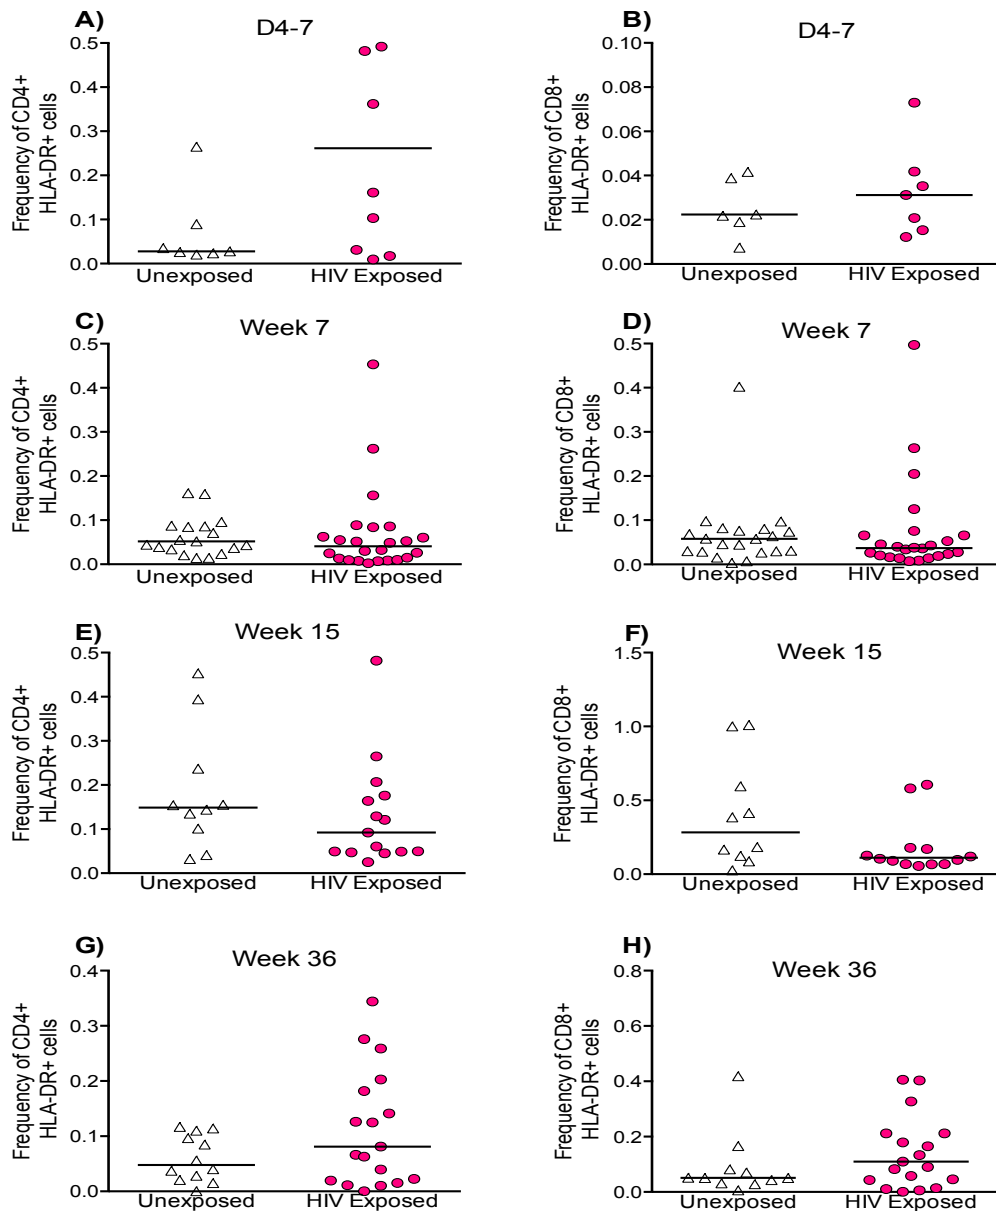 A)
D4-7
Frequency of CD4+
HLA-DR+ cells
0.5
0.4
0.3
0.2
0.1
0.0
Unexposed
HIV Exposed
B)
D4-7
Frequency of CD8+
HLA-DR+ cells
0.10
0.08
0.06
0.04
0.02
0.00
Unexposed
HIV Exposed
C)
Week 7
Frequency of CD4+
HLA-DR+ cells
0.5
0.4
0.3
0.2
0.1
0.0
Unexposed
HIV Exposed
D)
Week 7
Frequency of CD8+
HLA-DR+ cells
0.5
0.4
0.3
0.2
0.1
0.0
Unexposed
HIV Exposed
E)
Week 15
Frequency of CD4+
HLA-DR+ cells
0.5
0.4
0.3
0.2
0.1
0.0
Unexposed
HIV Exposed
F)
Week 15
Frequency of CD8+
HLA-DR+ cells
1.5
1.0
0.5
0.0
Unexposed
HIV Exposed
G)
Week 36
Frequency of CD4+
HLA-DR+ cells
0.4
0.3
0.2
0.1
0.0
Unexposed
HIV Exposed
H)
Week 36
Frequency of CD8+
HLA-DR+ cells
0.8
0.6
0.4
0.2
0.0
Unexposed
HIV Exposed